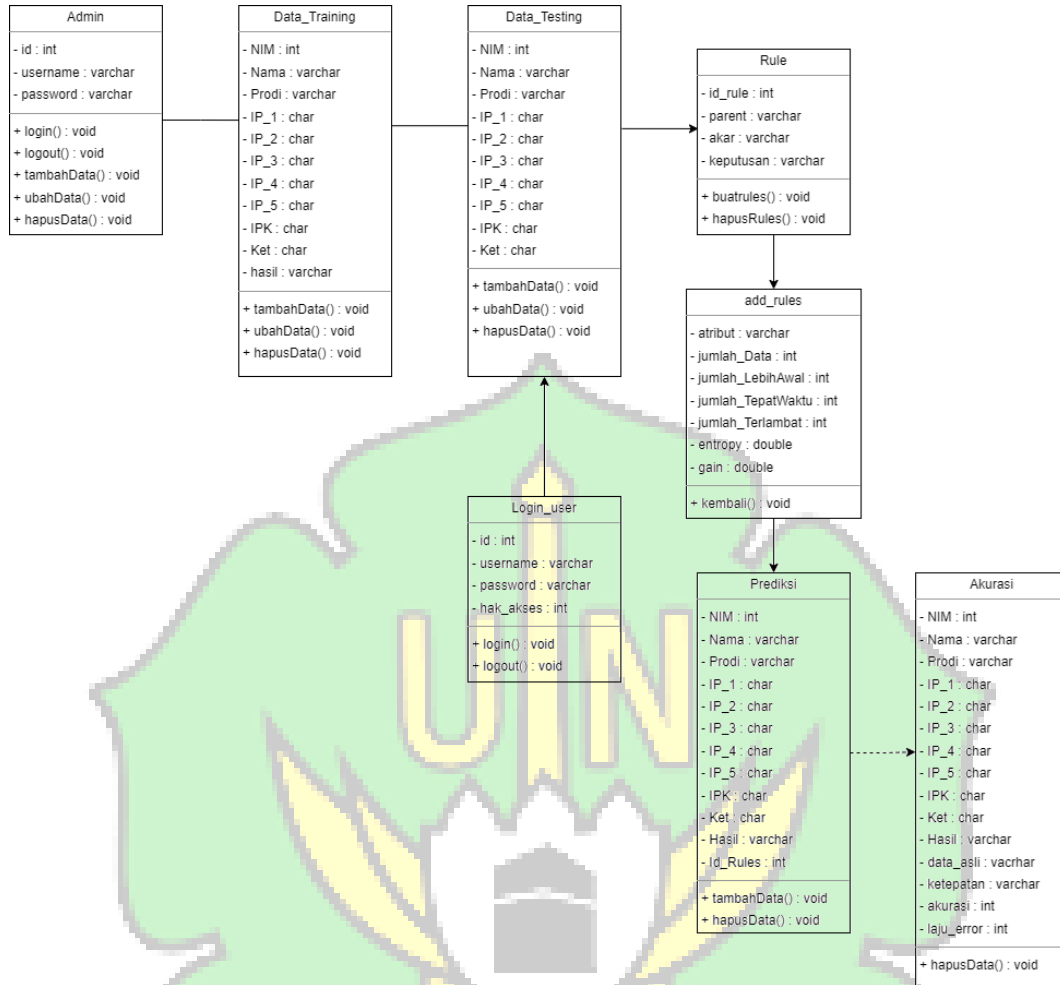 Admin
- id : int
- username : varchar
- password : varchar
+ login() : void
+ logout() : void
+ tambahData() : void
+ ubahData() : void
+ hapusData() : void
Data_Training
- NIM : int
- Nama : varchar
- Prodi : varchar
- IP_1 : char
- IP_2 : char
- IP_3 : char
- IP_4 : char
- IP_5 : char
- IPK : char
- Ket : char
- hasil : varchar
+ tambahData() : void
+ ubahData() : void
+ hapusData() : void
Data_Testing
- NIM : int
- Nama : varchar
- Prodi : varchar
- IP_1 : char
- IP_2 : char
- IP_3 : char
- IP_4 : char
- IP_5 : char
- IPK : char
- Ket : char
+ tambahData() : void
+ ubahData() : void
+ hapusData() : void
Rule
- id_rule : int
- parent : varchar
- akar : varchar
- keputusan : varchar
+ buatrules() : void
+ hapusRules() : void
add_rules
- atribut : varchar
- jumlah_Data : int
- jumlah_LebihAwal : int
- jumlah_TepatWaktu : int
- jumlah_Terlambat : int
- entropy : double
- gain : double
+ kembali() : void
Login_user
- id : int
- username : varchar
- password : varchar
- hak_akses : int
+ login() : void
+ logout() : void
UIN
Prediksi
- NIM : int
- Nama : varchar
- Prodi : varchar
- IP_1 : char
- IP_2 : char
- IP_3 : char
- IP_4 : char
- IP_5 : char
- IPK : char
- Ket : char
- Hasil : varchar
- Id_Rules : int
+ tambahData() : void
+ hapusData() : void
Akurasi
- NIM : int
- Nama : varchar
- Prodi : varchar
- IP_1 : char
- IP_2 : char
- IP_3 : char
- IP_4 : char
- IP_5 : char
- IPK : char
- Ket : char
- Hasil : varchar
- data_asli : vacrhar
- ketepatan : varchar
- akurasi : int
- laju_error : int
+ hapusData() : void